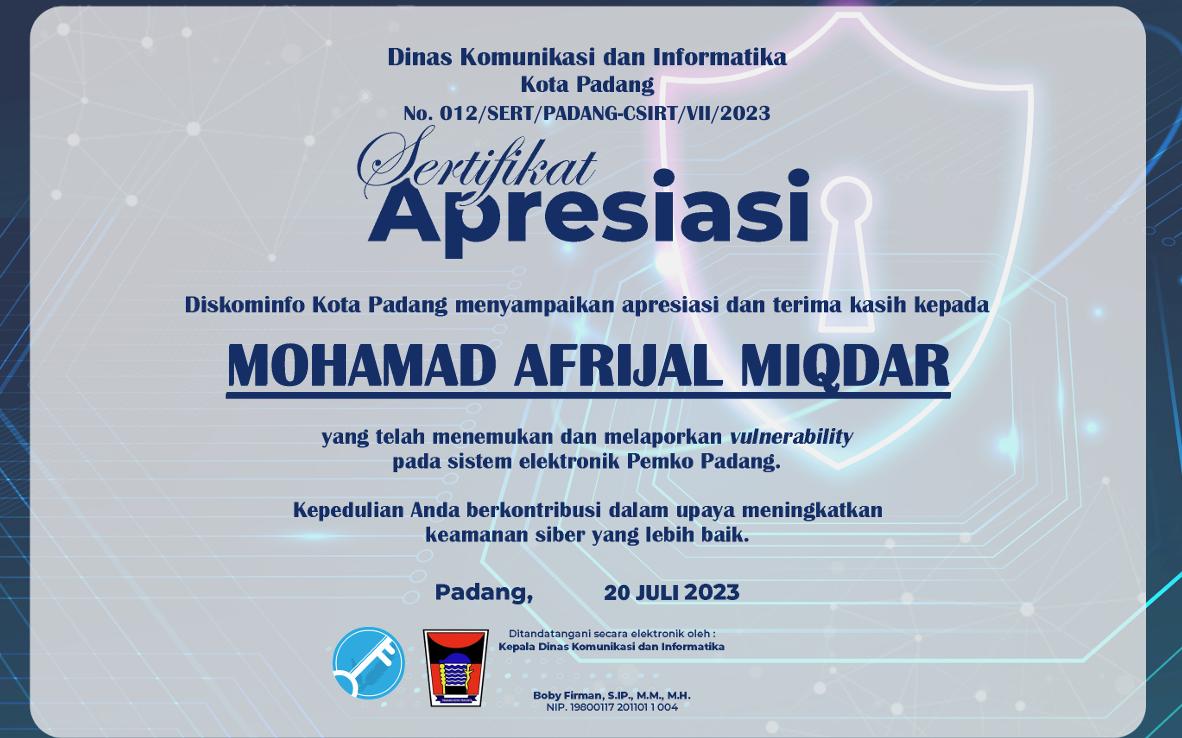 Dinas Komunikasi dan Informatika
Kota Padang
No. 012/SERT/PADANG-CSIRT/VII/2023
Sertifikat
Apresiasi
Diskominfo Kota Padang menyampaikan apresiasi dan terima kasih kepada
MOHAMAD AFRIJAL MIQDAR
yang telah menemukan dan melaporkan vulnerability
pada sistem elektronik Pemko Padang.
Kepedulian Anda berkontribusi dalam upaya meningkatkan
keamanan siber yang lebih baik.
Padang, 20 JULI 2023
Ditandatangani secara elektronik oleh :
Kepala Dinas Komunikasi dan Informatika
Boby Firman, S.IP., M.M., M.H.
NIP. 19800117 201101 1 004